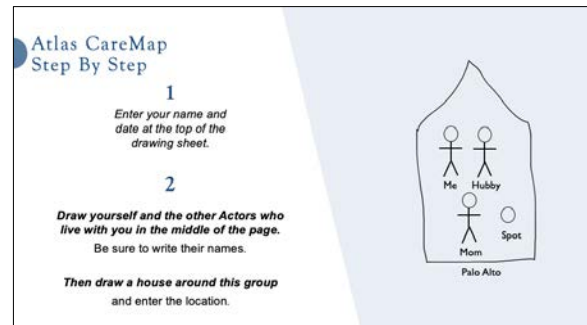 Atlas CareMap
Step By Step
1
Enter your name and
date at the top of the
drawing sheet.
2
Draw yourself and the other Actors who
live with you in the middle of the page.
Be sure to write their names.
Then draw a house around this group
and enter the location.
Me Hubby
Mom
Spot
Palo Alto